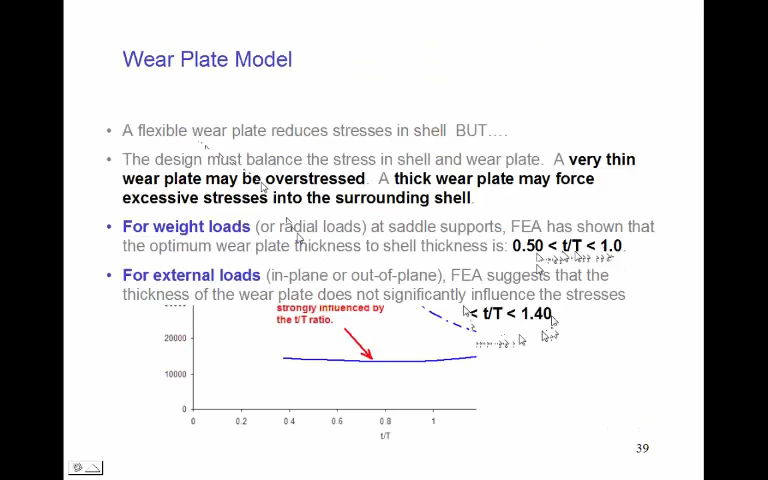 Wear Plate Model
• A flexible wear plate reduces stresses in shell BUT….
• The design must balance the stress in shell and wear plate. A very thin
wear plate may be overstressed. A thick wear plate may force
excessive stresses into the surrounding shell.
• For weight loads (or radial loads) at saddle supports, FEA has shown that
the optimum wear plate thickness to shell thickness is: 0.50 < t/T < 1.0.
• For external loads (in-plane or out-of-plane), FEA suggests that the
thickness of the wear plate does not significantly influence the stresses
strongly influenced by
< t/T < 1.40
the t/T ratio.
20000
10000
0
0 0.2 0.4 0.6 0.8 1
t/T
39